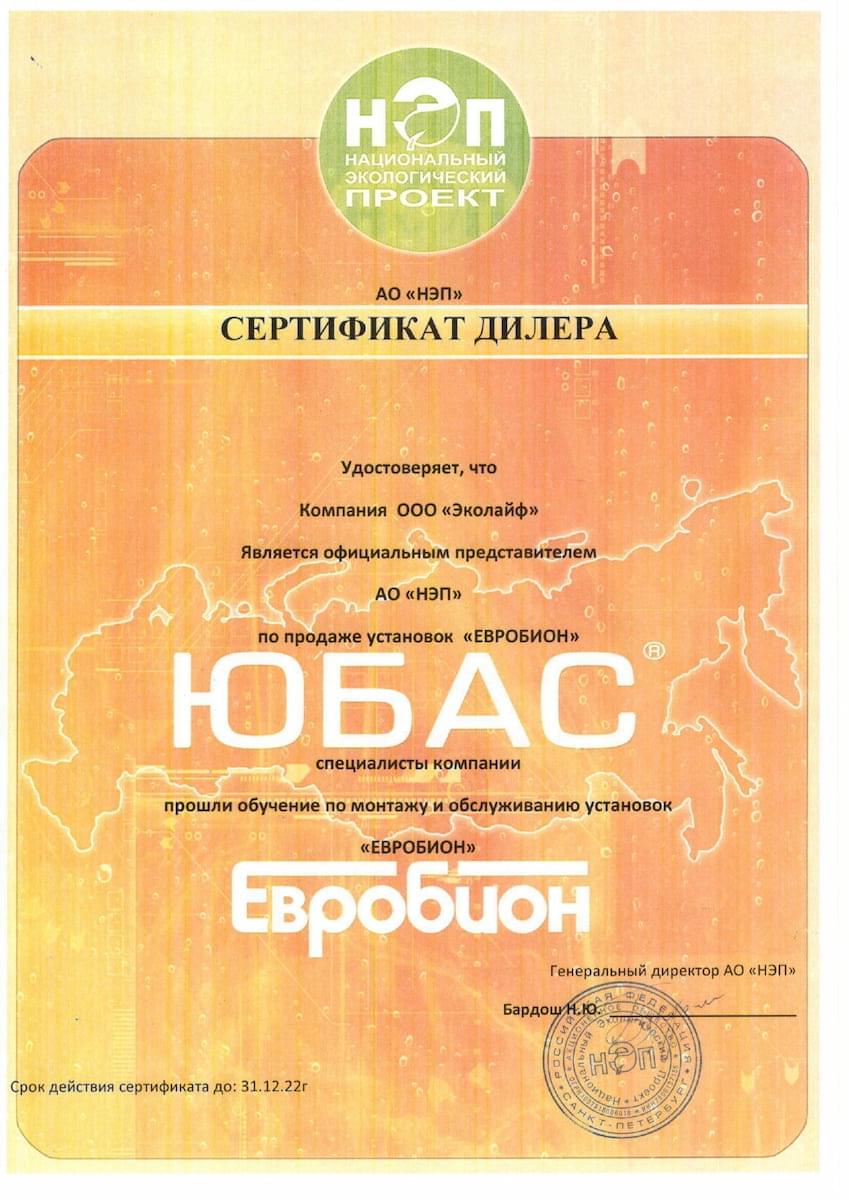 НЭП
НАЦИОНАЛЬНЫЙ
ЭКОЛОГИЧЕСКИЙ
ПРОЕКТ
АО «НЭП»
СЕРТИФИКАТ ДИЛЕРА
Удостоверяет, что
Компания ООО «Эколайф»
Является официальным представителем
АО «НЭП»
по продаже установок «ЕВРОБИОН»
ЮБАС®
специалисты компании
прошли обучение по монтажу и обслуживанию установок
«ЕВРОБИОН»
Евробион
Генеральный директор АО «НЭП»
Бардош Н.Ю.
РОССИЙСКАЯ ФЕДЕРАЦИЯ
АКЦИОНЕРНОЕ ОБЩЕСТВО
Национальный Экологический Проект
НЭП
САНКТ-ПЕТЕРБУРГ
Срок действия сертификата до: 31.12.22г